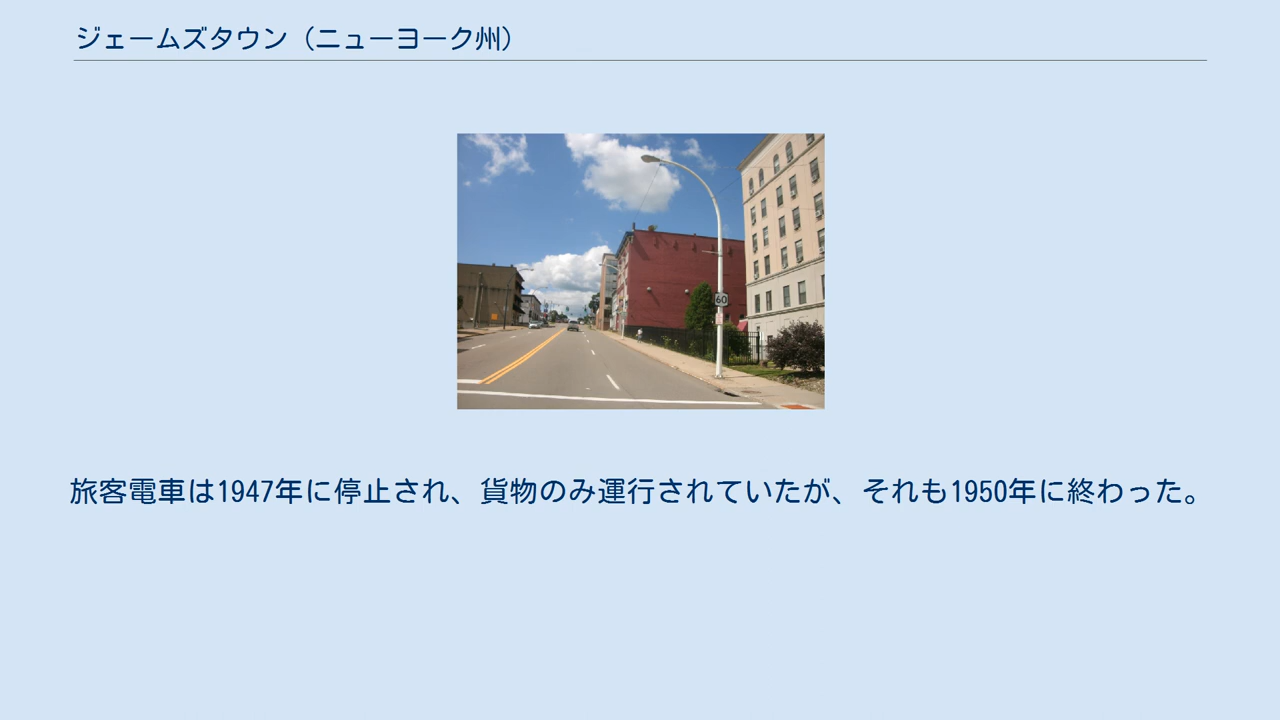 ジェームズタウン（ニューヨーク州）
60
旅客電車は1947年に停止され、貨物のみ運行されていたが、それも1950年に終わった。